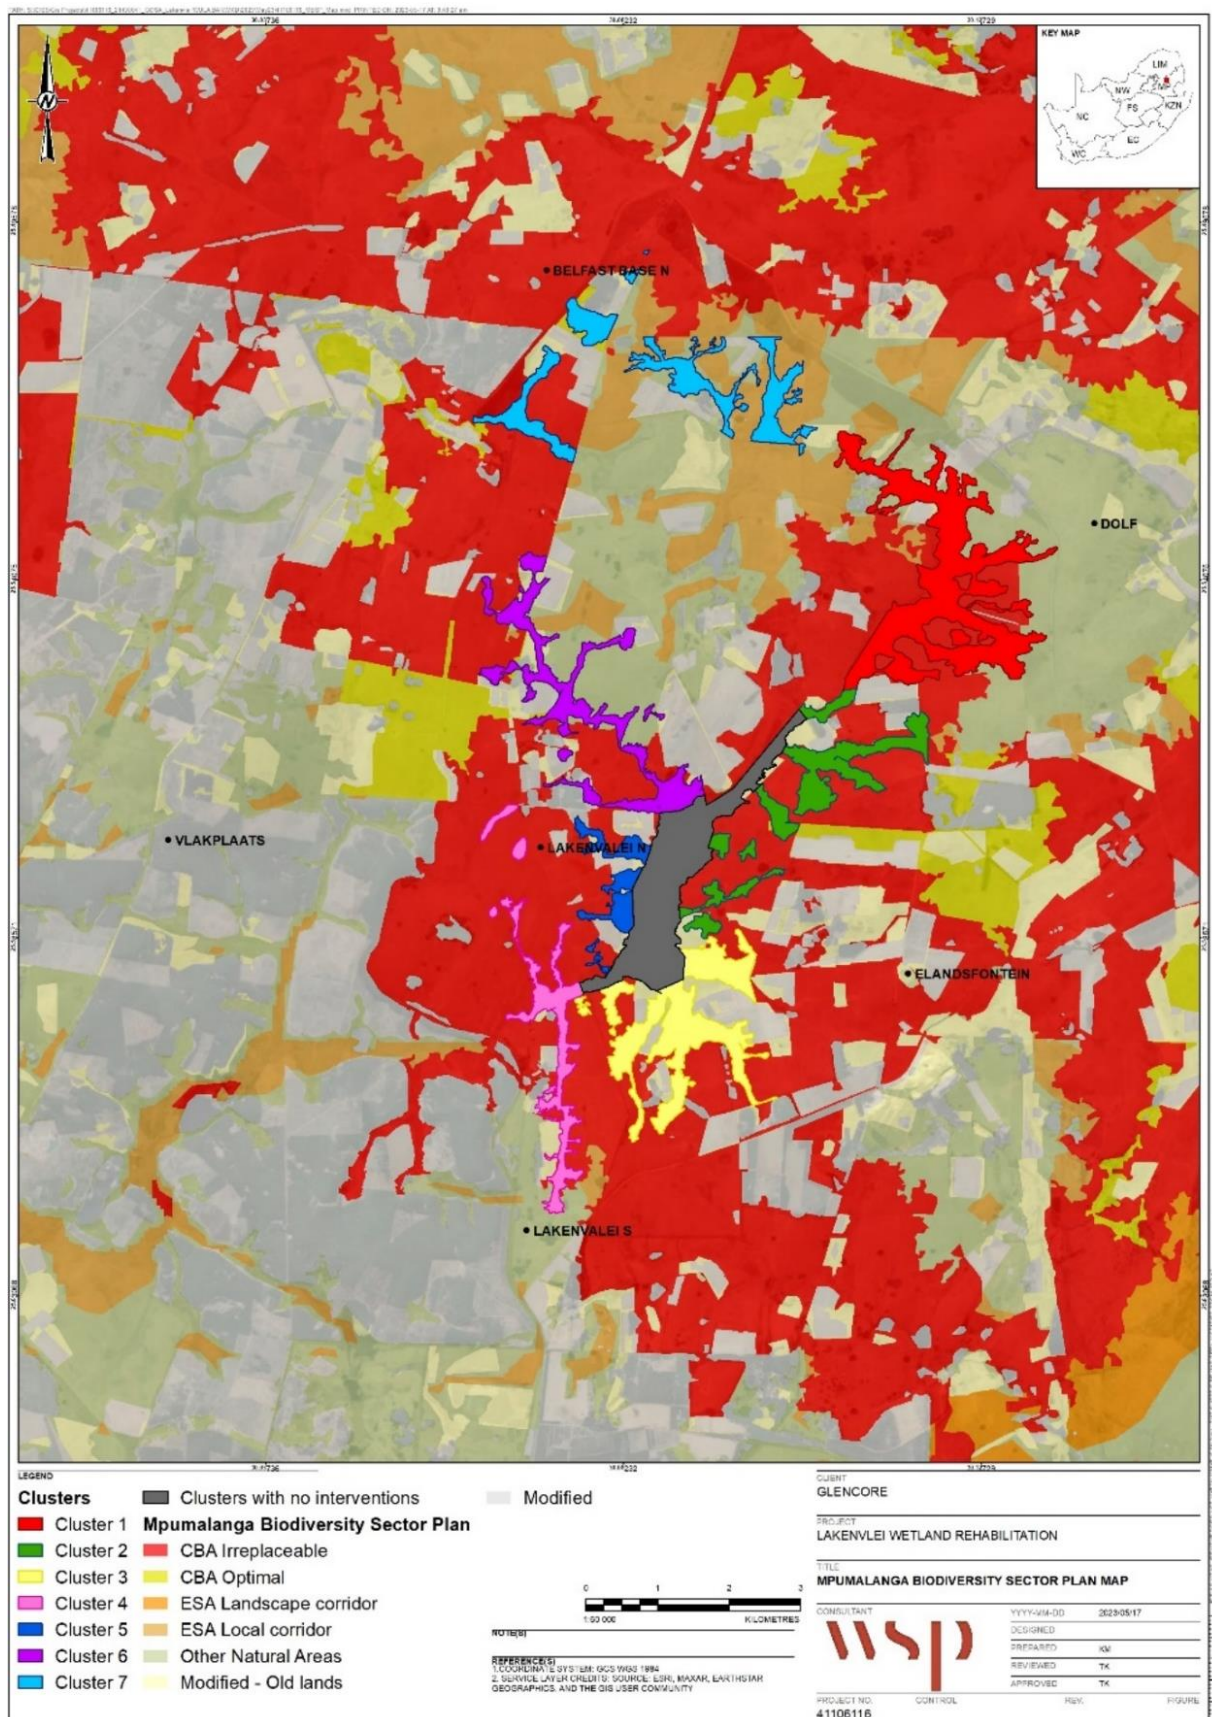 KEY MAP
LIM
NW
FS
KZN
NC
EC
WC
N
BELFAST BASE N
DOLF
VLAKPLAATS
LAKENVALEI N
ELANDSFONTEIN
LAKENVALEI S
LEGEND
Clusters
Cluster 1
Cluster 2
Cluster 3
Cluster 4
Cluster 5
Cluster 6
Cluster 7
Clusters with no interventions
Mpumalanga Biodiversity Sector Plan
CBA Irreplaceable
CBA Optimal
ESA Landscape corridor
ESA Local corridor
Other Natural Areas
Modified - Old lands
Modified
0 1 2 3
1:60 000 KILOMETRES
NOTE(S)
REFERENCE(S)
1. COORDINATE SYSTEM: GCS WGS 1984
2. SERVICE LAYER CREDITS: SOURCE: ESRI, MAXAR, EARTHSTAR
GEOGRAPHICS, AND THE GIS USER COMMUNITY
CLIENT
GLENCORE
PROJECT
LAKENVLEI WETLAND REHABILITATION
TITLE
MPUMALANGA BIODIVERSITY SECTOR PLAN MAP
CONSULTANT
WSP
YYYY-MM-DD 2023/05/17
DESIGNED
PREPARED KM
REVIEWED TK
APPROVED TK
PROJECT NO. CONTROL REV. FIGURE
41106116